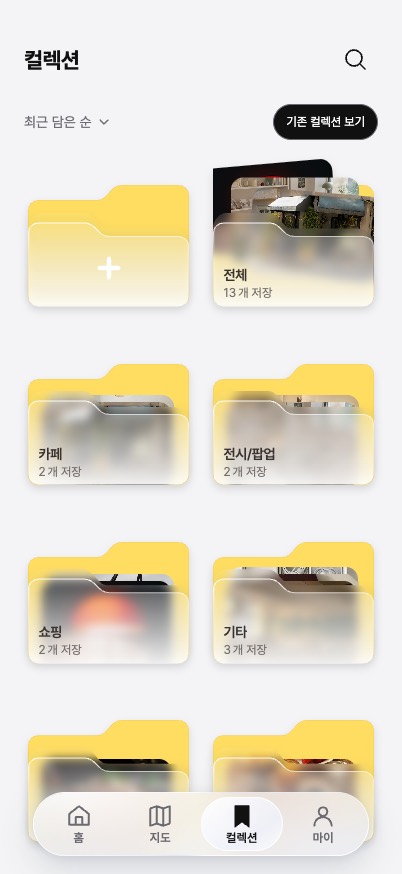 컬렉션
최근 담은 순
기존 컬렉션 보기
전체
13개 저장
카페
2개 저장
전시/팝업
2개 저장
쇼핑
2개 저장
기타
3개 저장
홈
지도
컬렉션
마이